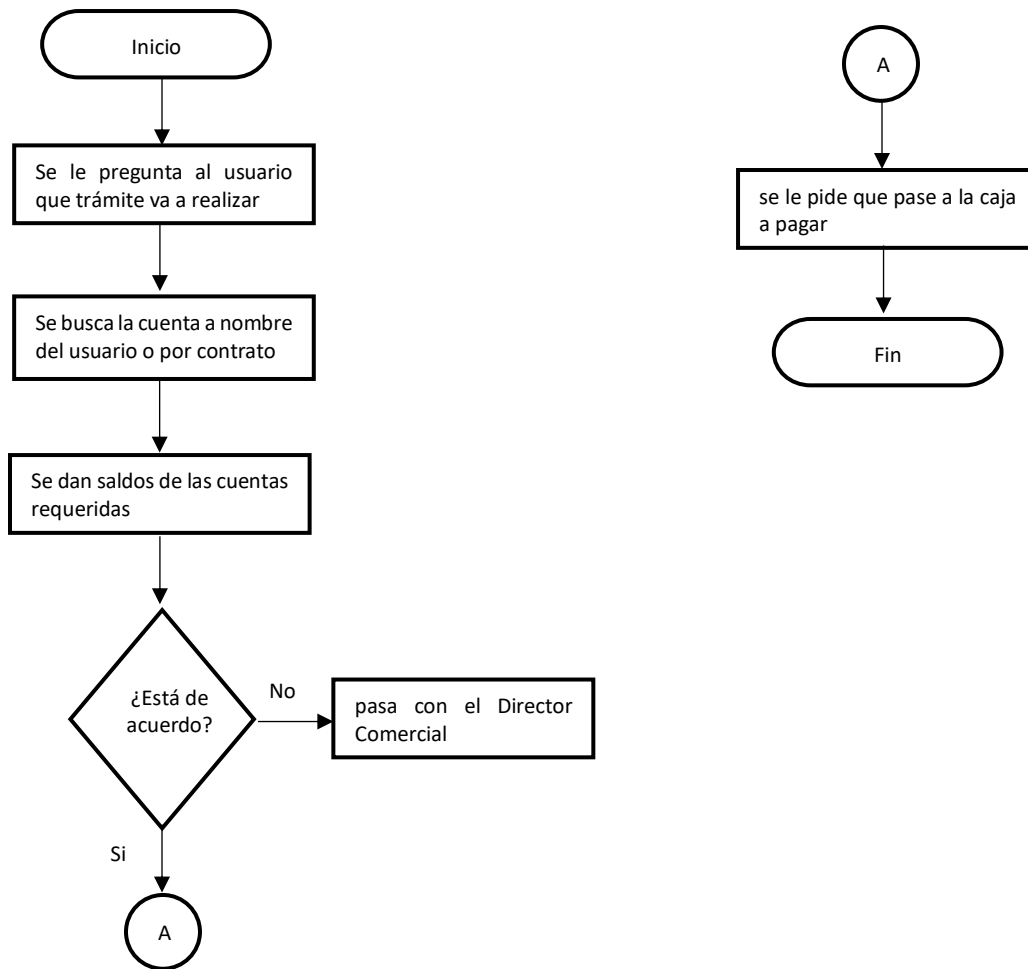 Inicio
Se le pregunta al usuario
que trámite va a realizar
Se busca la cuenta a nombre
del usuario o por contrato
Se dan saldos de las cuentas
requeridas
¿Está de
acuerdo?
No
pasa con el Director
Comercial
Si
A
A
se le pide que pase a la caja
a pagar
Fin